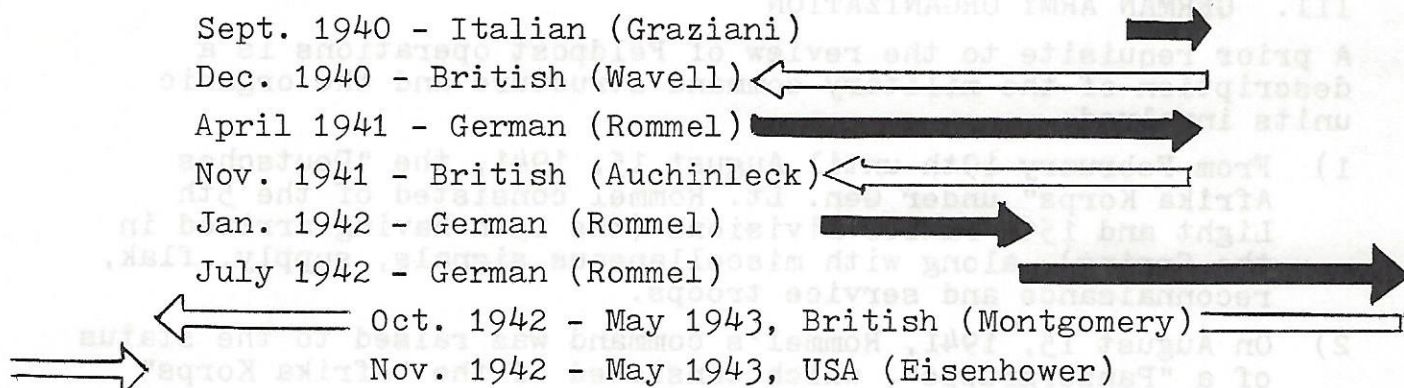 Sept. 1940 - Italian (Graziani)
Dec. 1940 - British (Wavell)
April 1941 - German (Rommel)
Nov. 1941 - British (Auchinleck)
Jan. 1942 - German (Rommel)
July 1942 - German (Rommel)
Oct. 1942 - May 1943, British (Montgomery)
Nov. 1942 - May 1943, USA (Eisenhower)